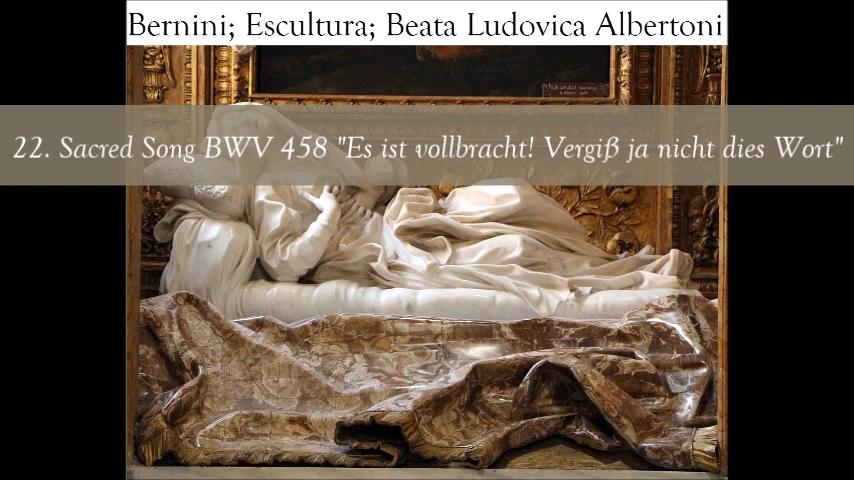 Bernini; Escultura; Beata Ludovica Albertoni
22. Sacred Song BWV 458 "Es ist vollbracht! Vergiß ja nicht dies Wort"